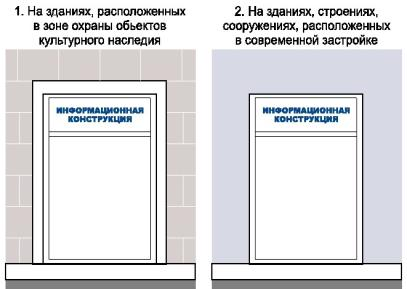 1. На зданиях, расположенных
в зоне охраны объектов
культурного наследия
ИНФОРМАЦИОННАЯ
КОНСТРУКЦИЯ
2. На зданиях, строениях,
сооружениях, расположенных
в современной застройке
ИНФОРМАЦИОННАЯ
КОНСТРУКЦИЯ